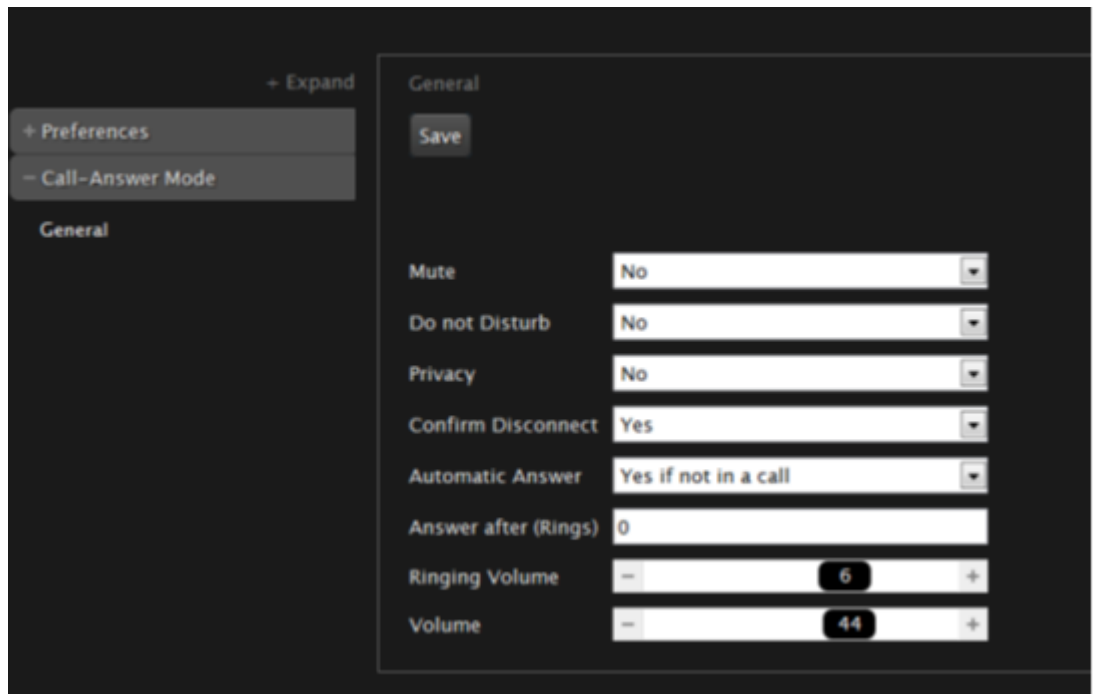 + Expand
General
Save
+ Preferences
− Call-Answer Mode
General
Mute No
Do not Disturb No
Privacy No
Confirm Disconnect Yes
Automatic Answer Yes if not in a call
Answer after (Rings) 0
Ringing Volume − 6 +
Volume − 44 +